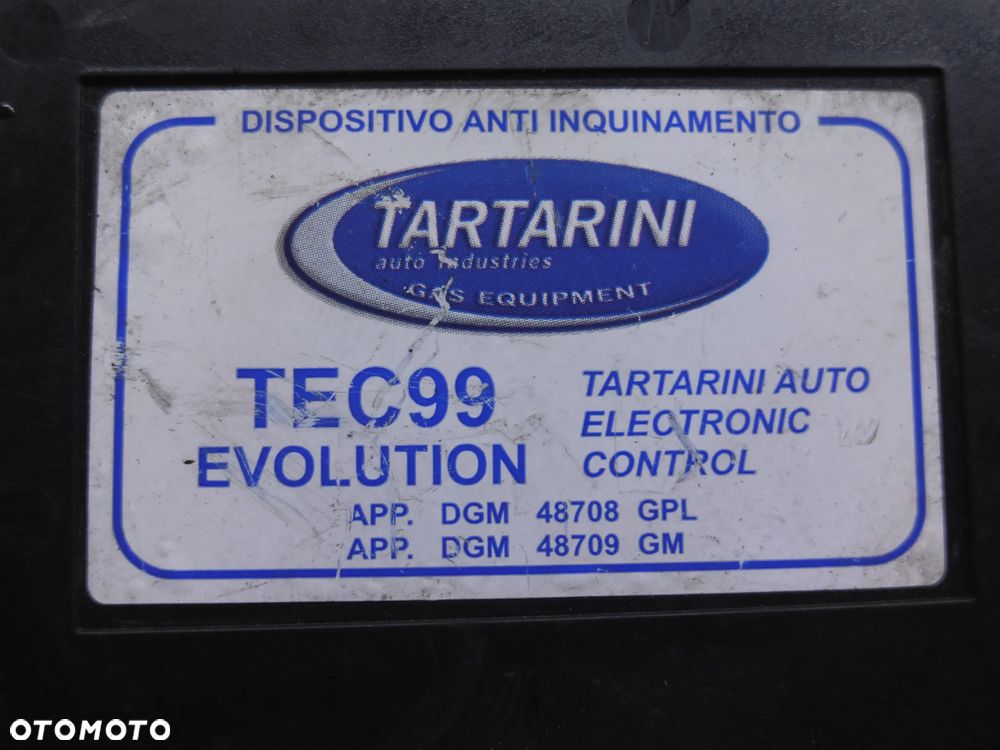 DISPOSITIVO ANTI INQUINAMENTO
TARTARINI
auto industries
GAS EQUIPMENT
TEC99
EVOLUTION
TARTARINI AUTO
ELECTRONIC
CONTROL
APP. DGM 48708 GPL
APP. DGM 48709 GM
OTOMOTO